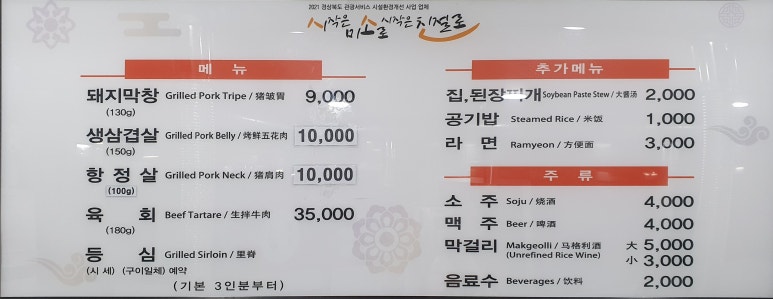 2021 경상북도 관광서비스 시설환경개선 사업 업체
시작은 미소로 시작은 친절로
메 뉴
돼지막창 Grilled Pork Tripe / 猪皱胃 9,000
(130g)
생삼겹살 Grilled Pork Belly / 烤鲜五花肉 10,000
(150g)
항정살 Grilled Pork Neck / 猪肩肉 10,000
(100g)
육 회 Beef Tartare / 生拌牛肉 35,000
(180g)
등 심 Grilled Sirloin / 里脊
(시 세) (구이일체) 예약
(기본 3인분부터)
추가메뉴
집,된장찌개 Soybean Paste Stew / 大酱汤 2,000
공기밥 Steamed Rice / 米饭 1,000
라 면 Ramyeon / 方便面 3,000
주 류
소 주 Soju / 烧酒 4,000
맥 주 Beer / 啤酒 4,000
막걸리 Makgeolli / 马格利酒 大 5,000
(Unrefined Rice Wine) 小 3,000
음료수 Beverages / 饮料 2,000